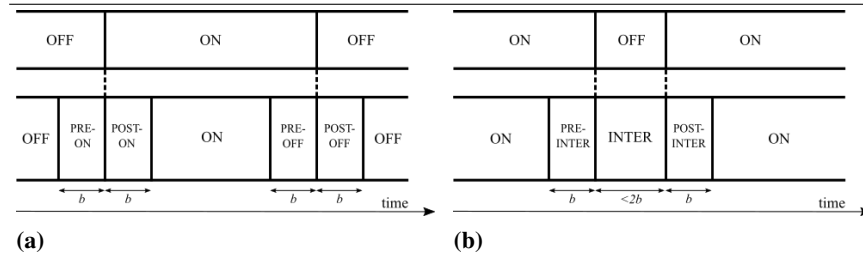 OFF ON OFF
OFF PRE-ON POST-ON ON PRE-OFF POST-OFF OFF
b b b b
time
(a)
ON OFF ON
ON PRE-INTER INTER POST-INTER ON
b <2b b
time
(b)